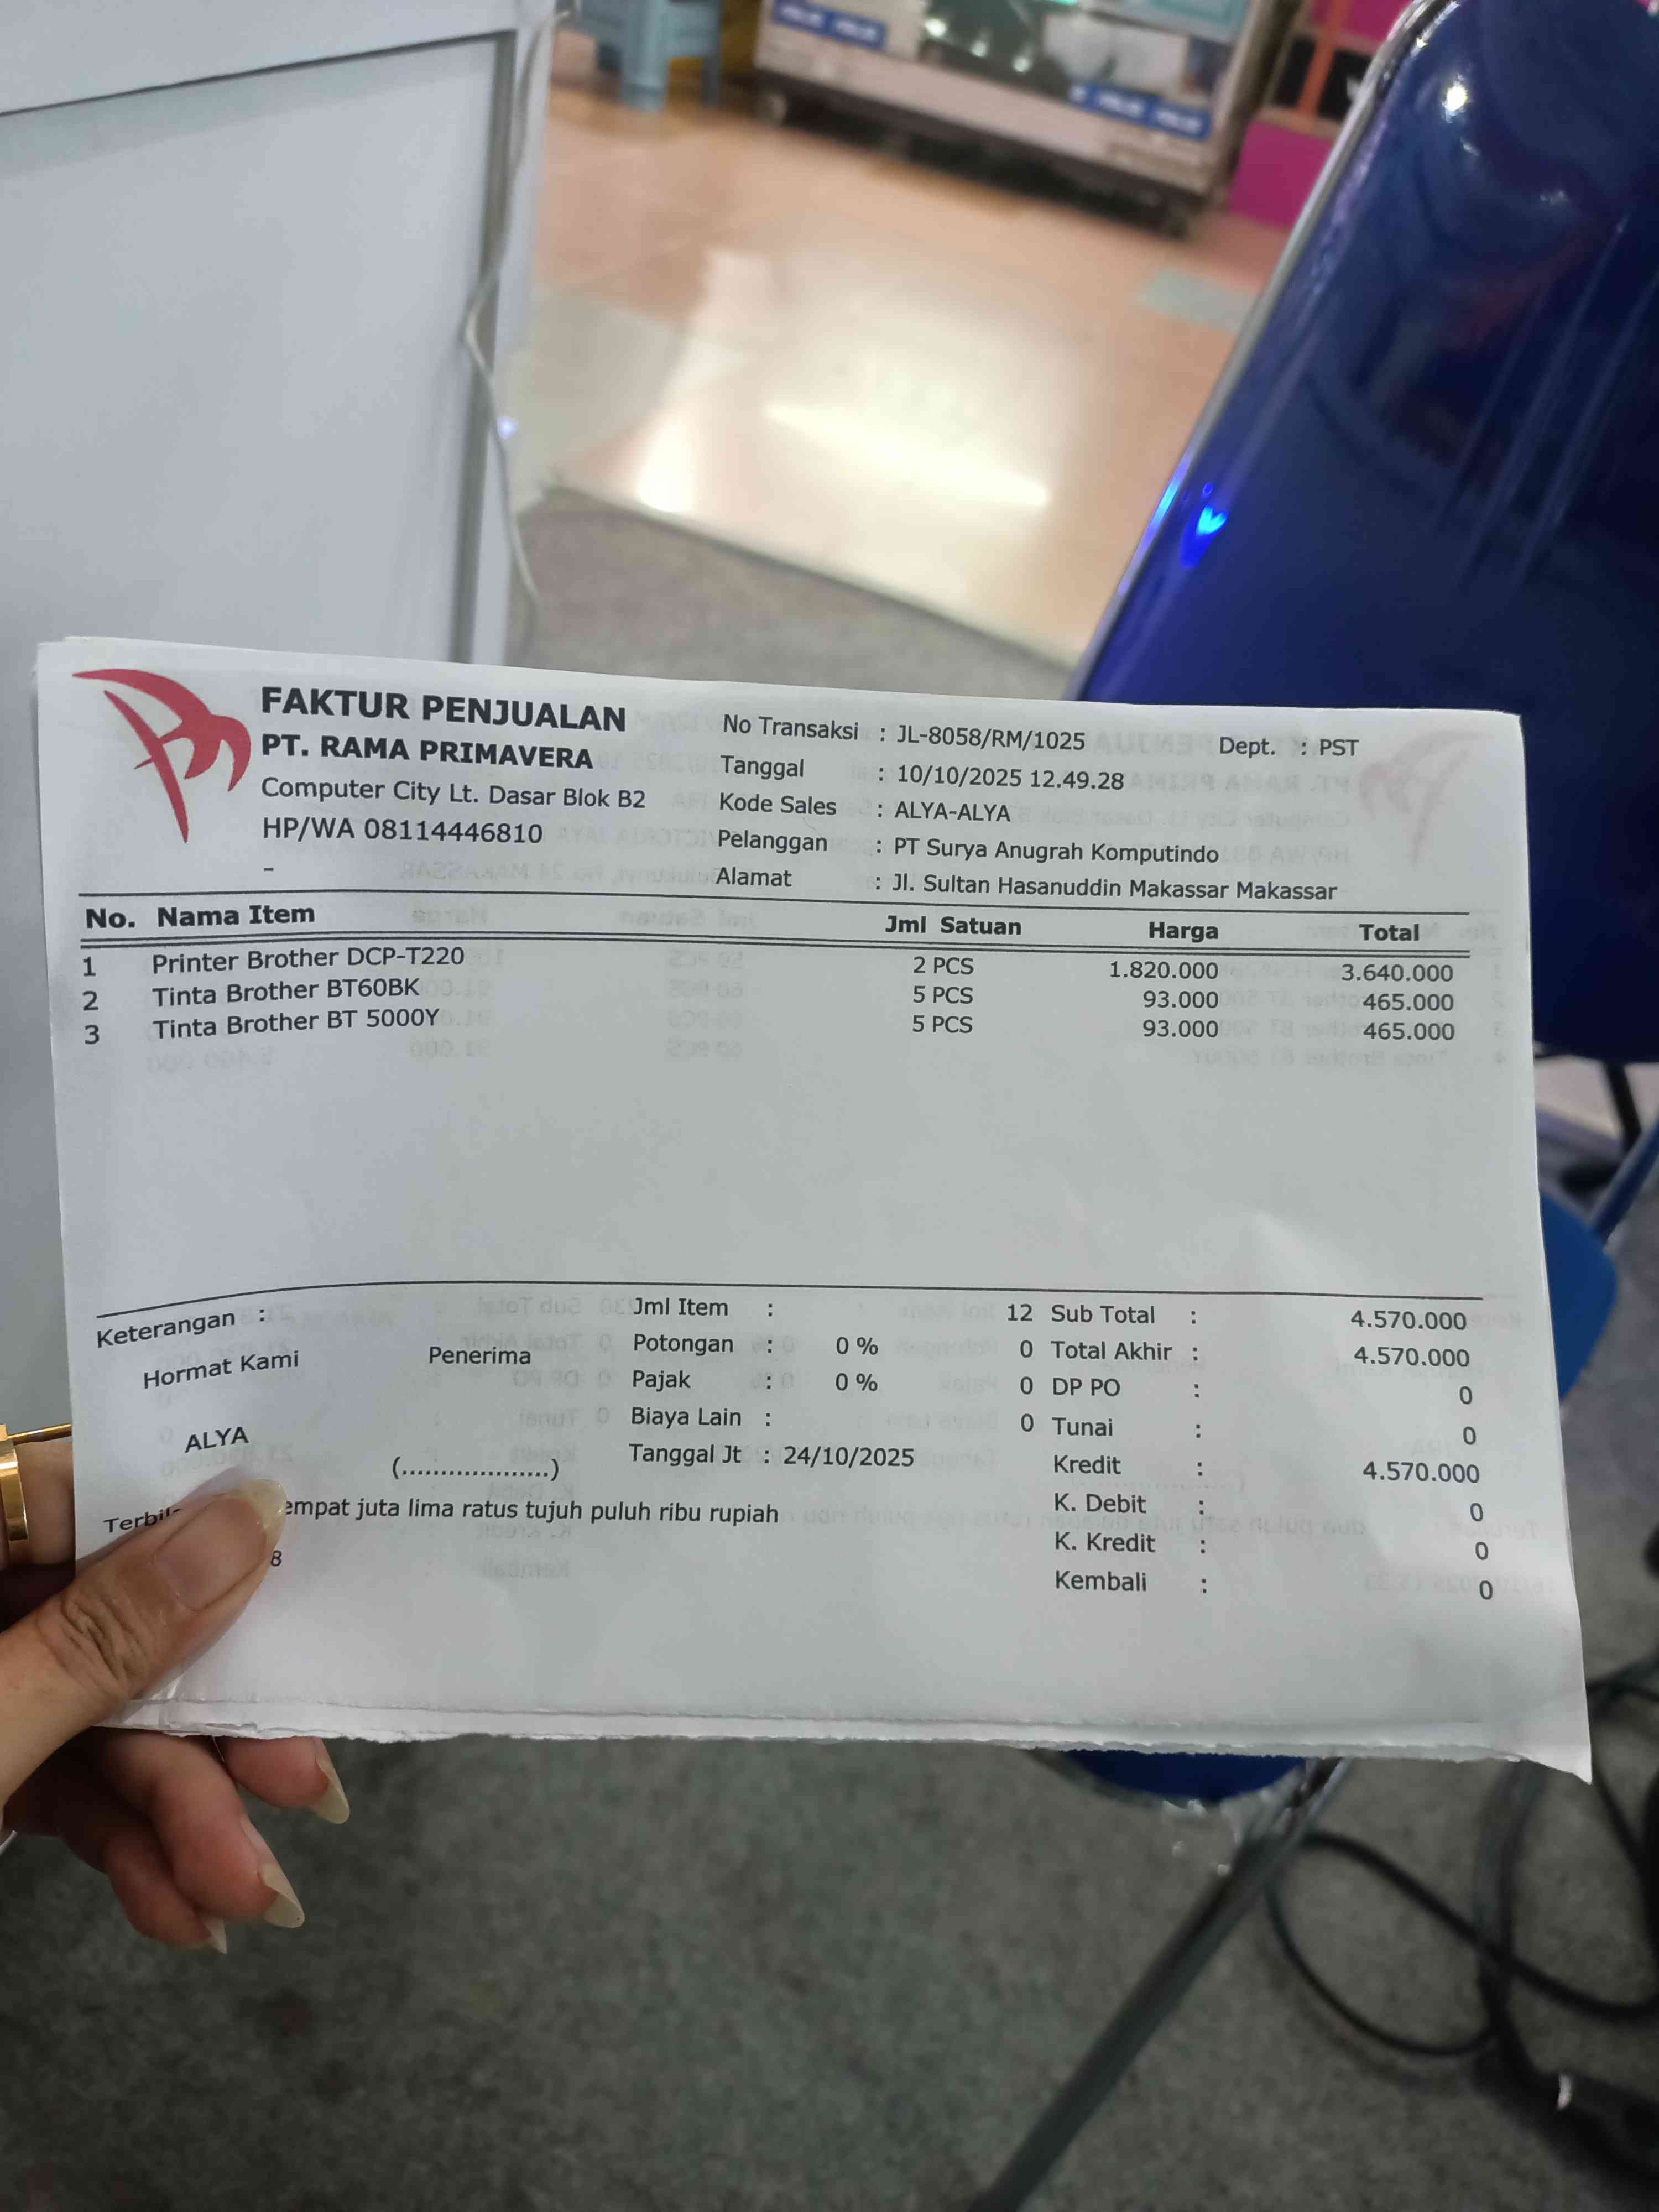 FAKTUR PENJUALAN
PT. RAMA PRIMAVERA
Computer City Lt. Dasar Blok B2
HP/WA 08114446810
-
No Transaksi : JL-8058/RM/1025 Dept. : PST
Tanggal : 10/10/2025 12.49.28
Kode Sales : ALYA-ALYA
Pelanggan : PT Surya Anugrah Komputindo
Alamat : Jl. Sultan Hasanuddin Makassar Makassar
No. Nama Item Jml Satuan Harga Total
1 Printer Brother DCP-T220 2 PCS 1.820.000 3.640.000
2 Tinta Brother BT60BK 5 PCS 93.000 465.000
3 Tinta Brother BT 5000Y 5 PCS 93.000 465.000
Keterangan :
Hormat Kami
Penerima
ALYA
(...................)
Jml Item : 12
Potongan : 0 % 0
Pajak : 0 % 0
Biaya Lain : 0
Tanggal Jt : 24/10/2025
Sub Total : 4.570.000
Total Akhir : 4.570.000
DP PO : 0
Tunai : 0
Kredit : 4.570.000
K. Debit : 0
K. Kredit : 0
Kembali : 0
empat juta lima ratus tujuh puluh ribu rupiah
8